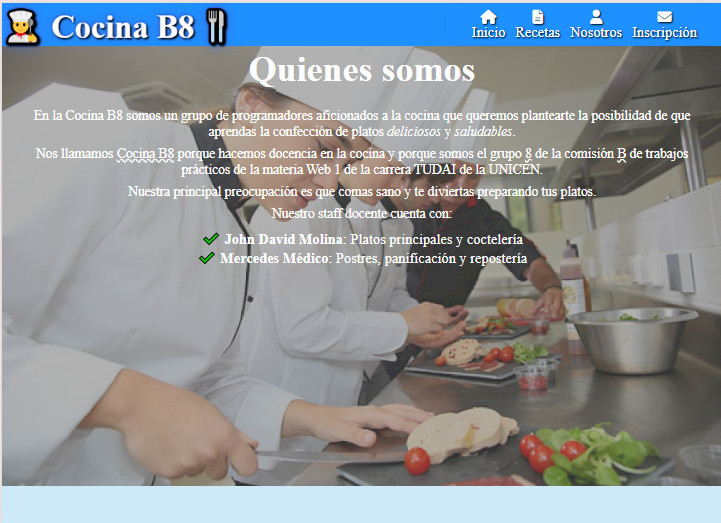 Cocina B8
Inicio Recetas Nosotros Inscripción
Quienes somos
En la Cocina B8 somos un grupo de programadores aficionados a la cocina que queremos plantearte la posibilidad de que
aprendas la confección de platos deliciosos y saludables.
Nos llamamos Cocina B8 porque hacemos docencia en la cocina y porque somos el grupo 8 de la comisión B de trabajos
prácticos de la materia Web 1 de la carrera TUDAI de la UNICEN.
Nuestra principal preocupación es que comas sano y te diviertas preparando tus platos.
Nuestro staff docente cuenta con:
John David Molina: Platos principales y coctelería
Mercedes Médico: Postres, panificación y repostería